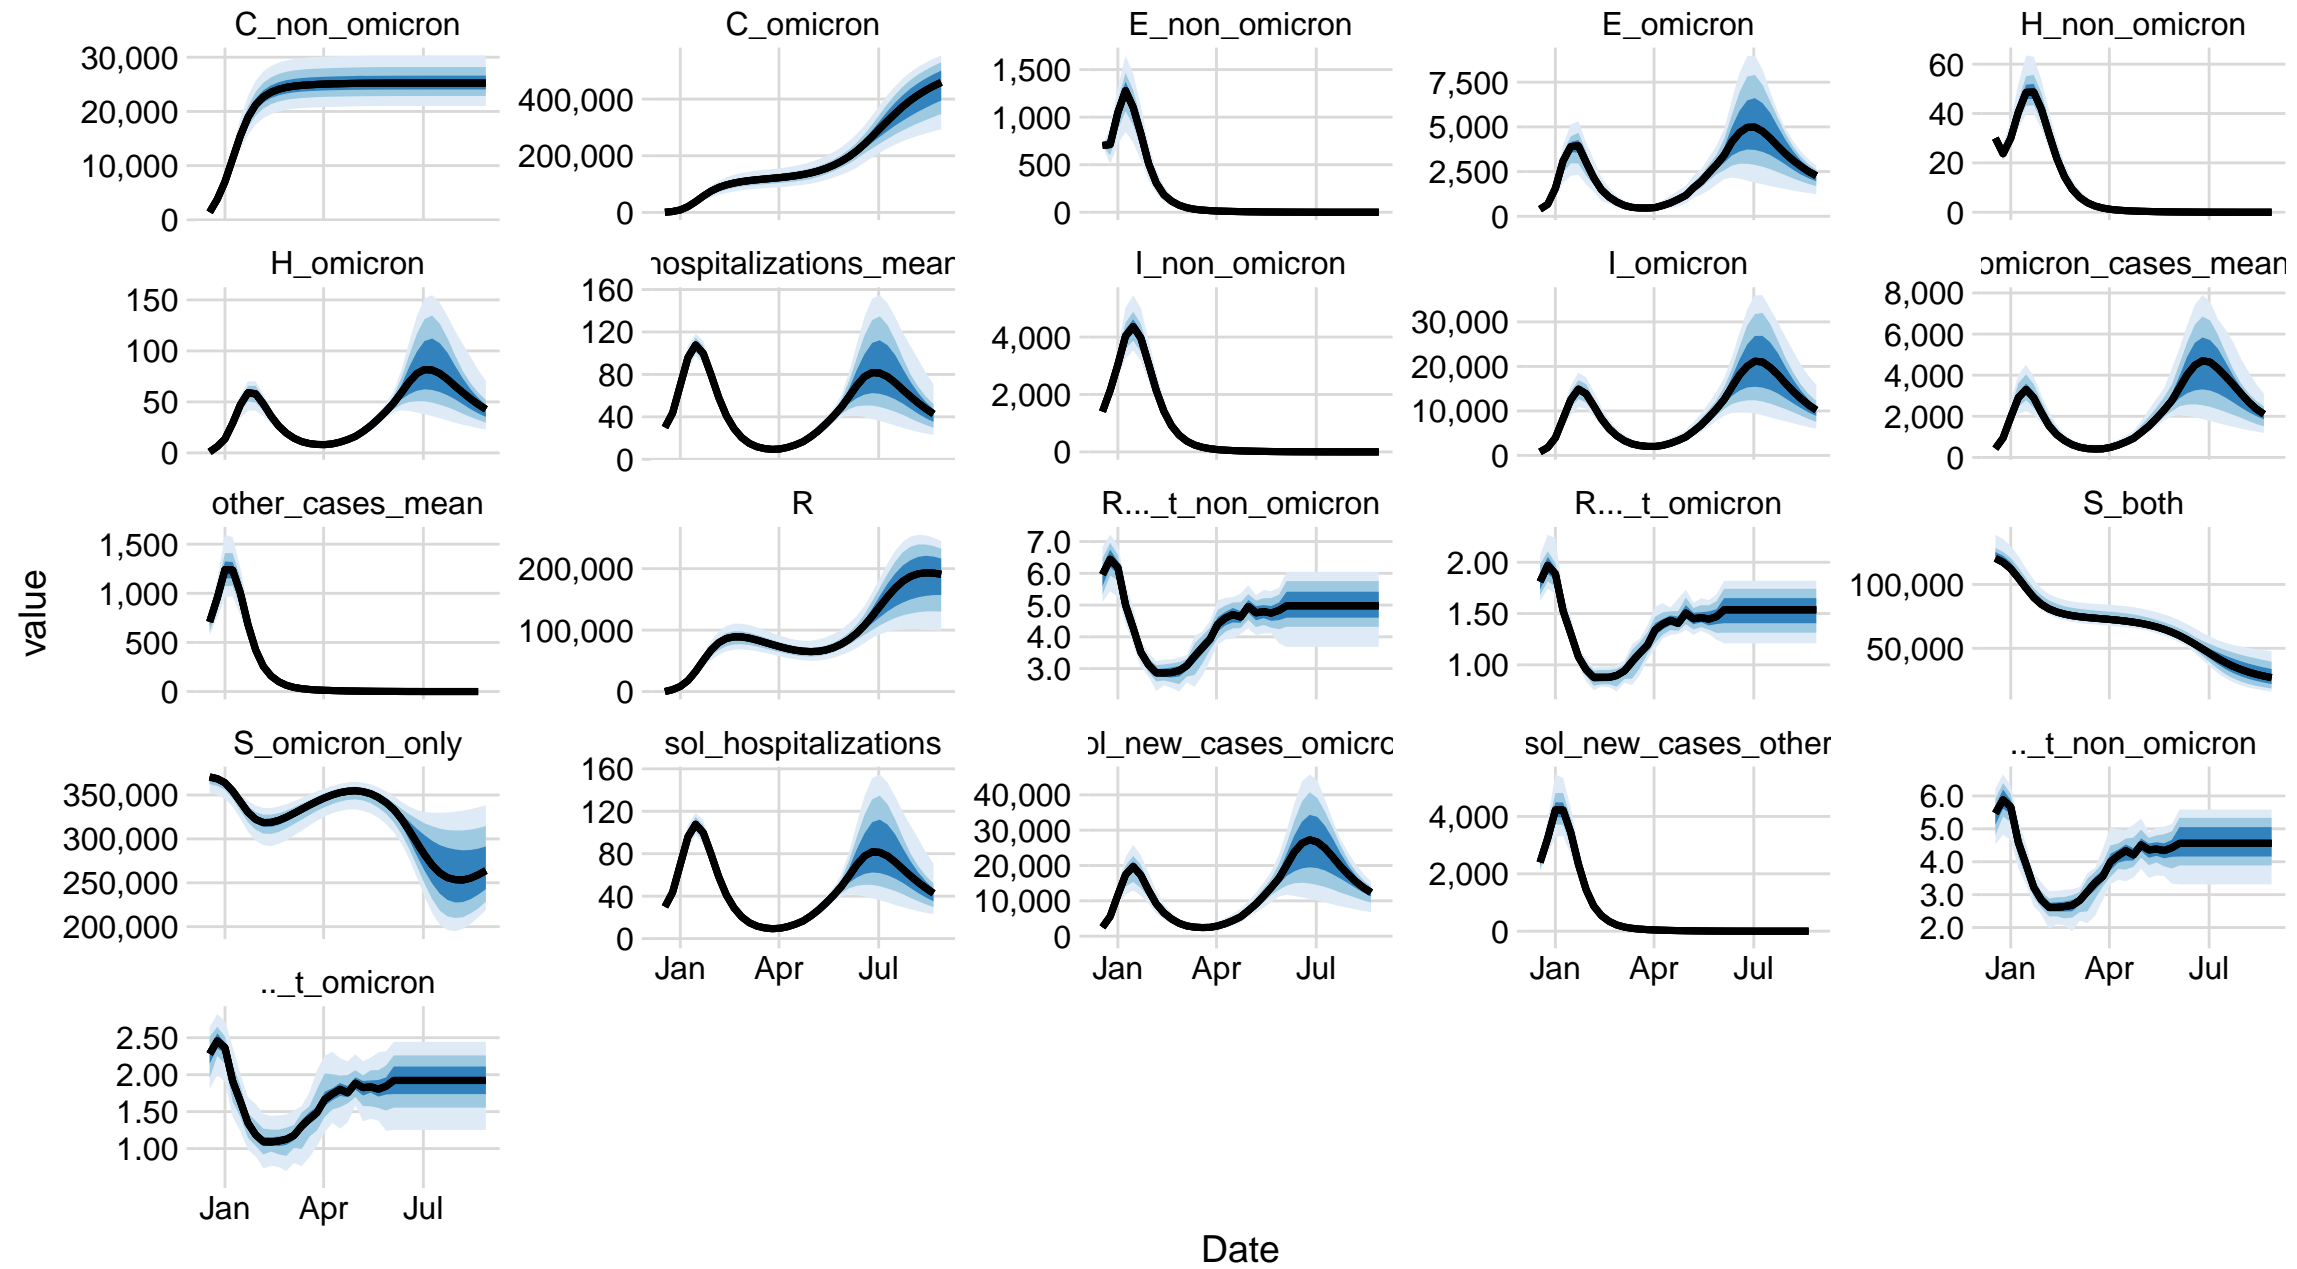 C_non_omicron C_omicron E_non_omicron E_omicron H_non_omicron
30,000 20,000 10,000 0
400,000 200,000 0
1,500 1,000 500 0
7,500 5,000 2,500 0
60 40 20 0
H_omicron hospitalizations_mean I_non_omicron I_omicron omicron_cases_mean
150 100 50 0
160 120 80 40 0
4,000 2,000 0
30,000 20,000 10,000 0
8,000 6,000 4,000 2,000 0
other_cases_mean R R..._t_non_omicron R..._t_omicron S_both
1,500 1,000 500 0
200,000 100,000 0
7.0 6.0 5.0 4.0 3.0
2.00 1.50 1.00
100,000 50,000
S_omicron_only sol_hospitalizations ol_new_cases_omicro sol_new_cases_other .._t_non_omicron
350,000 300,000 250,000 200,000
160 120 80 40 0
40,000 30,000 20,000 10,000 0
4,000 2,000 0
6.0 5.0 4.0 3.0 2.0
Jan Apr Jul
Jan Apr Jul
Jan Apr Jul
Jan Jul Apr
.._t_omicron
2.50 2.00 1.50 1.00
Jan Apr Jul
value
Date